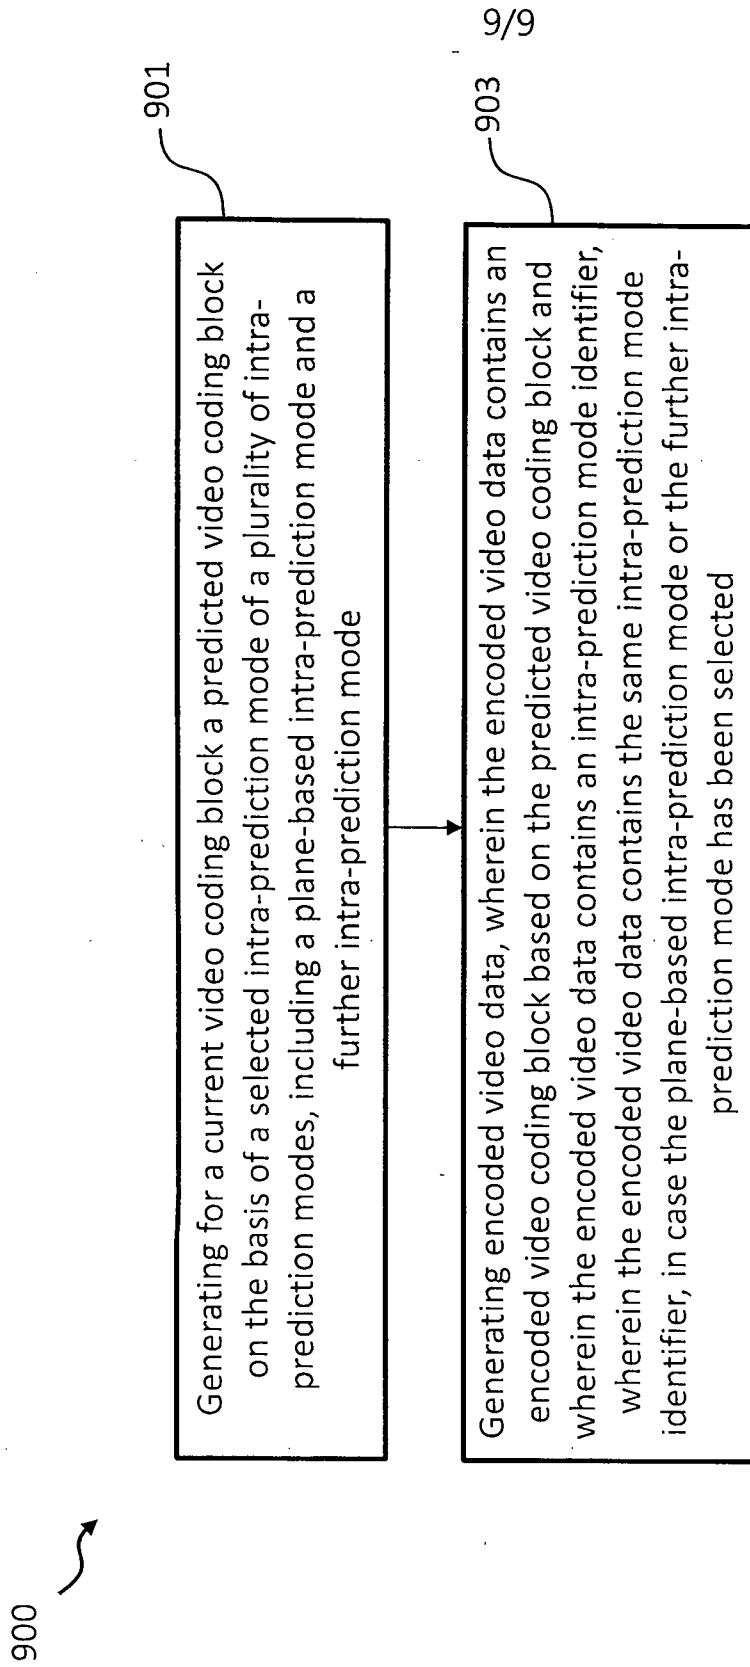 9/9
900
901
Generating for a current video coding block a predicted video coding block
on the basis of a selected intra-prediction mode of a plurality of intra-
prediction modes, including a plane-based intra-prediction mode and a
further intra-prediction mode
903
Generating encoded video data, wherein the encoded video data contains an
encoded video coding block based on the predicted video coding block and
wherein the encoded video data contains an intra-prediction mode identifier,
wherein the encoded video data contains the same intra-prediction mode
identifier, in case the plane-based intra-prediction mode or the further intra-
prediction mode has been selected